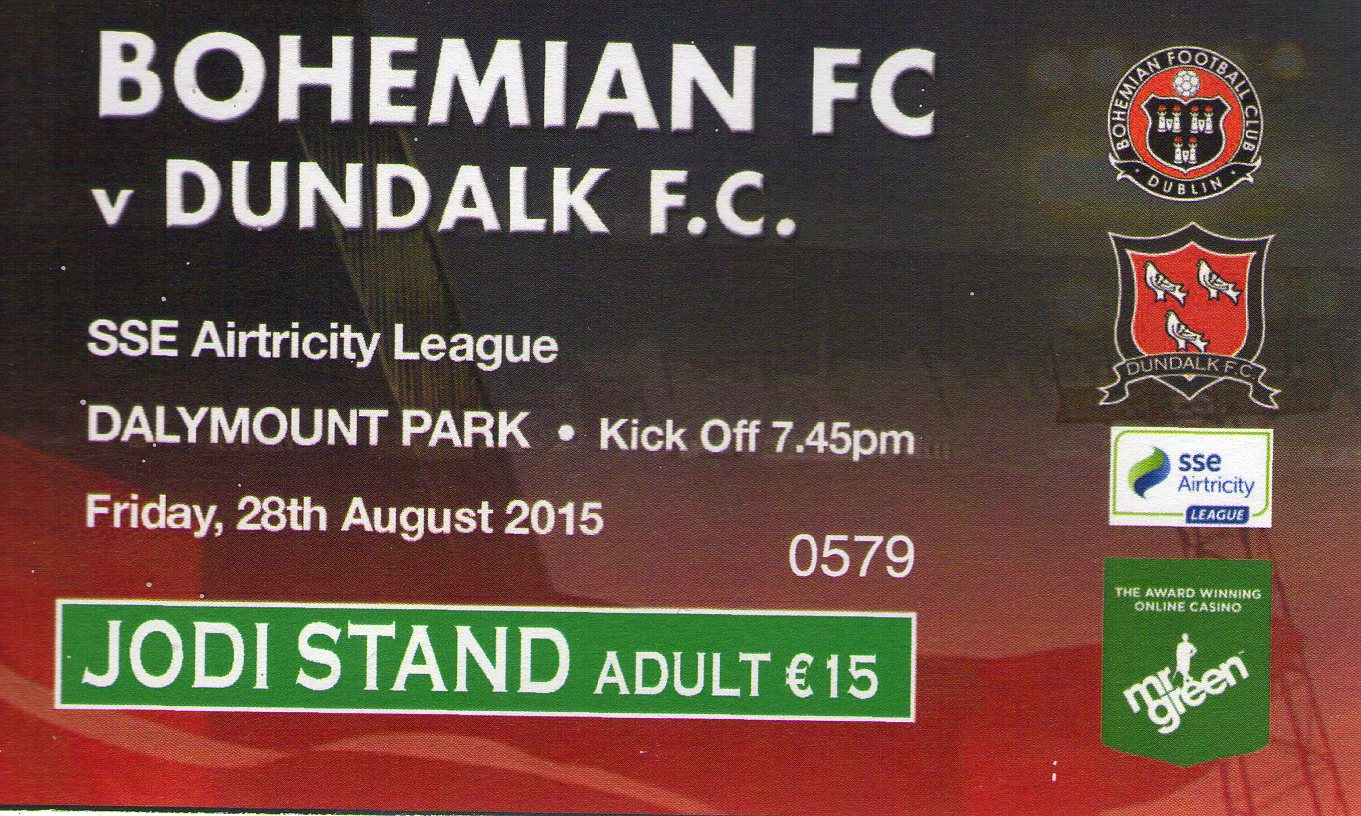 BOHEMIAN FC
v DUNDALK F.C.
SSE Airtricity League
DALYMOUNT PARK • Kick Off 7.45pm
Friday, 28th August 2015
0579
JODI STAND ADULT €15
BOHEMIAN FOOTBALL CLUB
• DUBLIN •
DUNDALK F.C.
sse
Airtricity
LEAGUE
THE AWARD WINNING
ONLINE CASINO
mr
green™